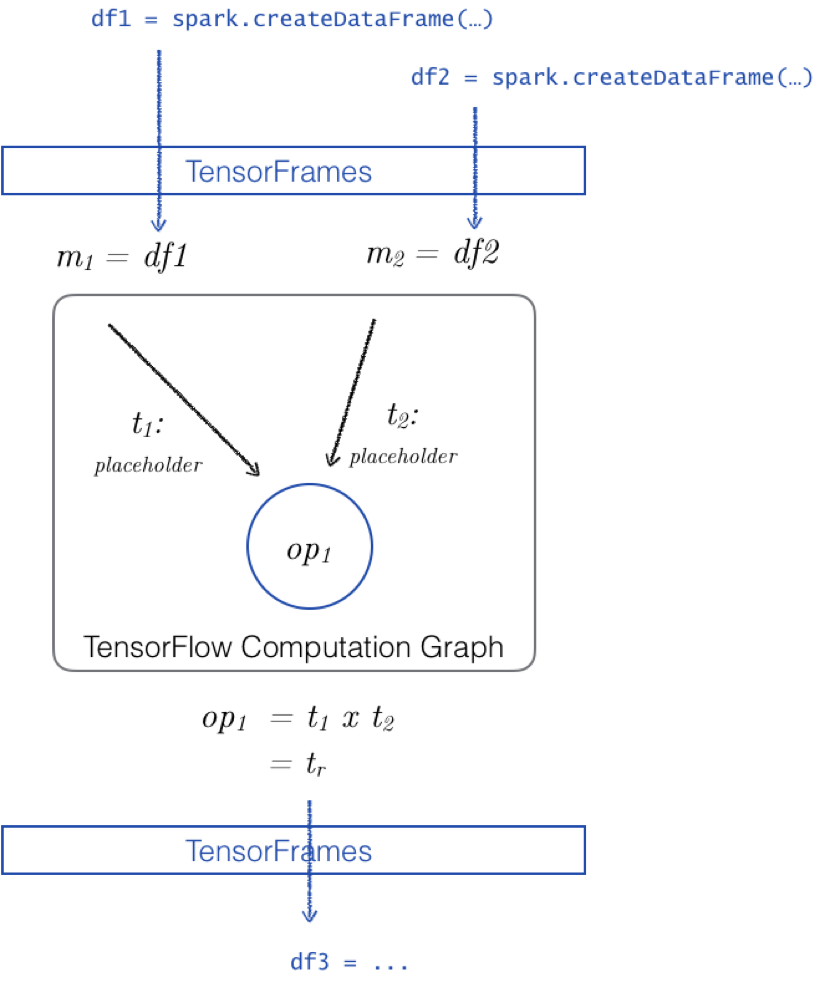 df1 = spark.createDataFrame(…)
df2 = spark.createDataFrame(…)
TensorFrames
m₁ = df1
m₂ = df2
t₁:
placeholder
t₂:
placeholder
op₁
TensorFlow Computation Graph
op₁ = t₁ x t₂
= tᵣ
TensorFrames
df3 = ...